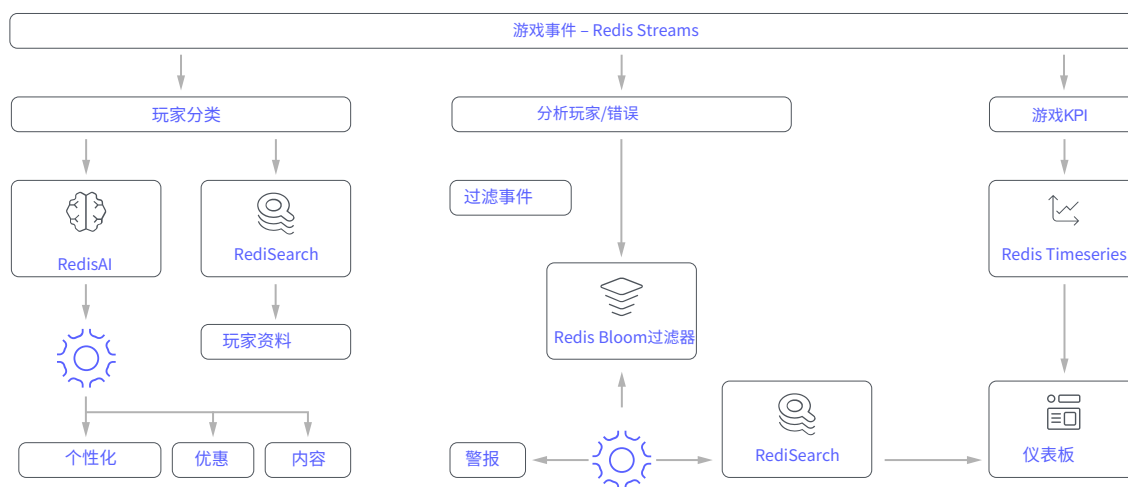 游戏事件 – Redis Streams
玩家分类
分析玩家/错误
游戏KPI
过滤事件
RedisAI
RediSearch
Redis Timeseries
玩家资料
Redis Bloom过滤器
个性化
优惠
内容
警报
RediSearch
仪表板